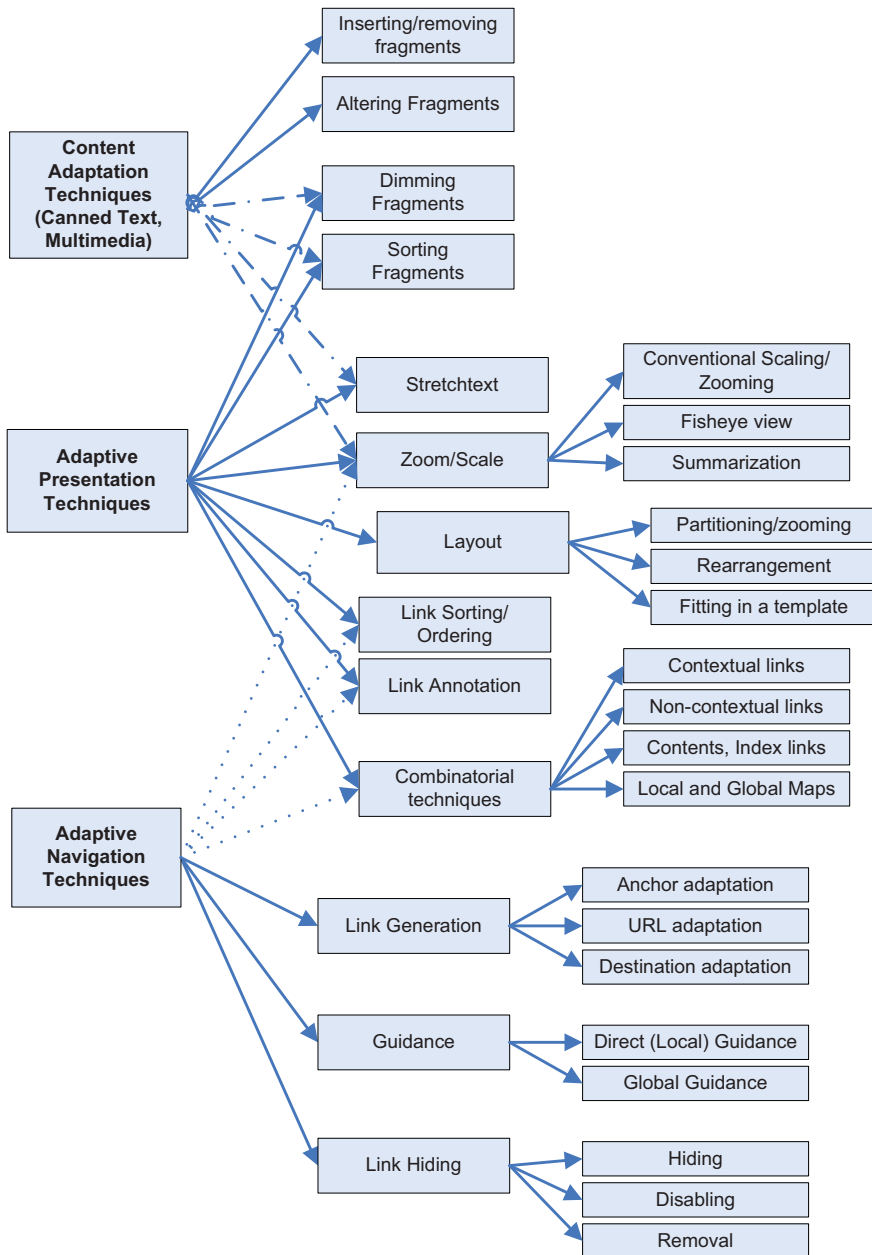 Inserting/removing
fragments
Altering Fragments
Content
Adaptation
Techniques
(Canned Text,
Multimedia)
Dimming
Fragments
Sorting
Fragments
Stretchtext
Conventional Scaling/
Zooming
Fisheye view
Adaptive
Presentation
Techniques
Zoom/Scale
Summarization
Layout
Partitioning/zooming
Rearrangement
Fitting in a template
Link Sorting/
Ordering
Link Annotation
Contextual links
Non-contextual links
Contents, Index links
Local and Global Maps
Combinatorial
techniques
Adaptive
Navigation
Techniques
Link Generation
Anchor adaptation
URL adaptation
Destination adaptation
Guidance
Direct (Local) Guidance
Global Guidance
Link Hiding
Hiding
Disabling
Removal